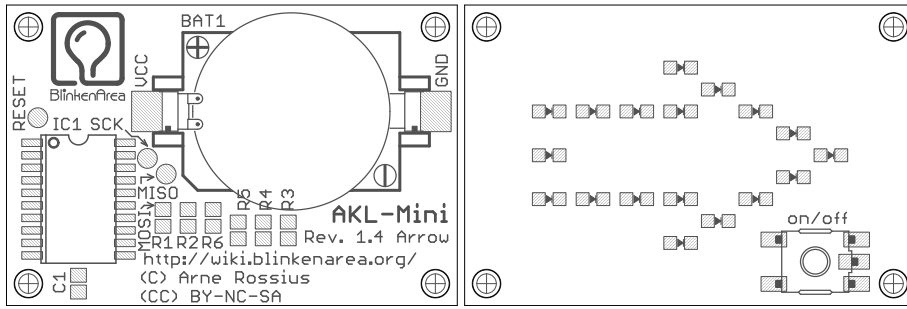 BAT1
BlinkenArea
VCC
GND
RESET
IC1 SCK
MISO
MOSI
R5
R4
R3
AKL-Mini
R1 R2 R6
Rev. 1.4 Arrow
http://wiki.blinkenarea.org/
C1
(C) Arne Rossius
(CC) BY-NC-SA
on/off